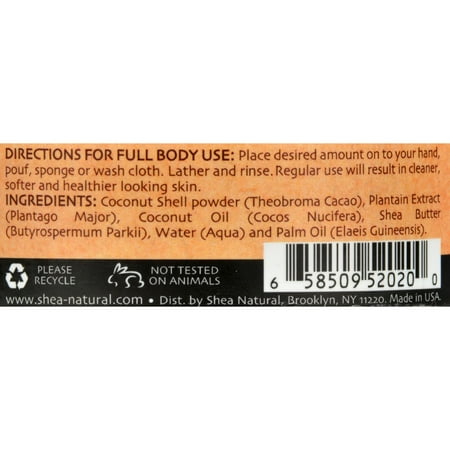 DIRECTIONS FOR FULL BODY USE: Place desired amount on to your hand,
pouf, sponge or wash cloth. Lather and rinse. Regular use will result in cleaner,
softer and healthier looking skin.
INGREDIENTS: Coconut Shell powder (Theobroma Cacao), Plantain Extract
(Plantago Major), Coconut Oil (Cocos Nucifera), Shea Butter
(Butyrospermum Parkii), Water (Aqua) and Palm Oil (Elaeis Guineensis).
PLEASE
RECYCLE
NOT TESTED
ON ANIMALS
6 58509 52020 0
www.shea-natural.com • Dist. by Shea Natural, Brooklyn, NY 11220. Made in USA.